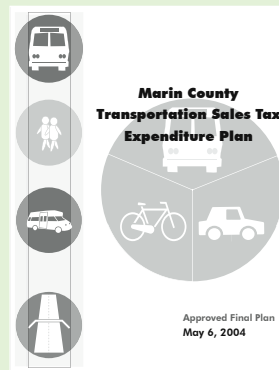 Marin County
Transportation Sales Tax
Expenditure Plan
Approved Final Plan
May 6, 2004